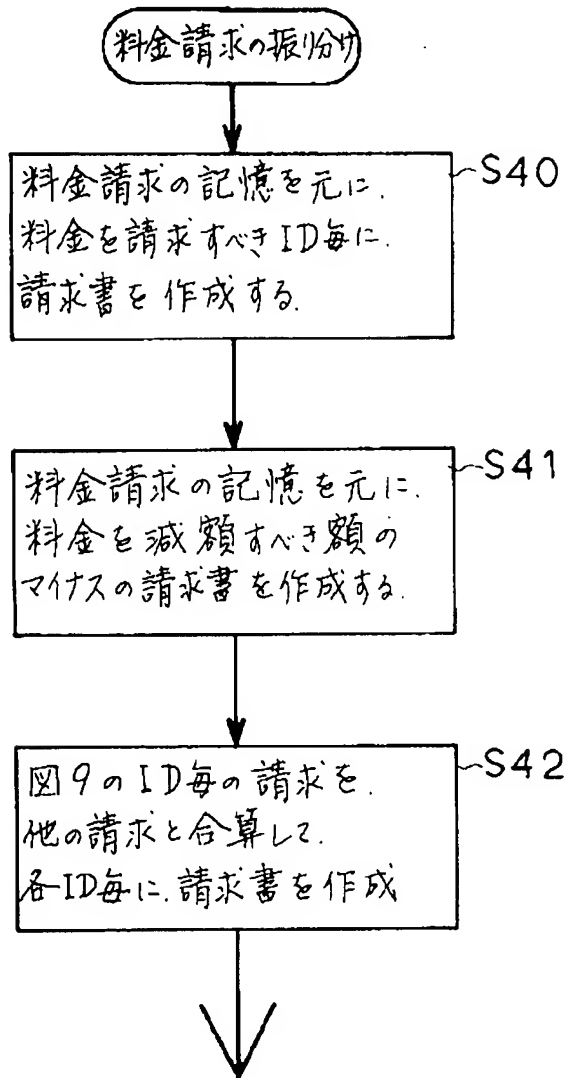 料金請求の振り分け
S40
料金請求の記憶を元に.
料金を請求すべきID毎に.
請求書を作成する.
S41
料金請求の記憶を元に.
料金を減額すべき額の
マイナスの請求書を作成する.
S42
図9のID毎の請求を.
他の請求と合算して.
各ID毎に.請求書を作成